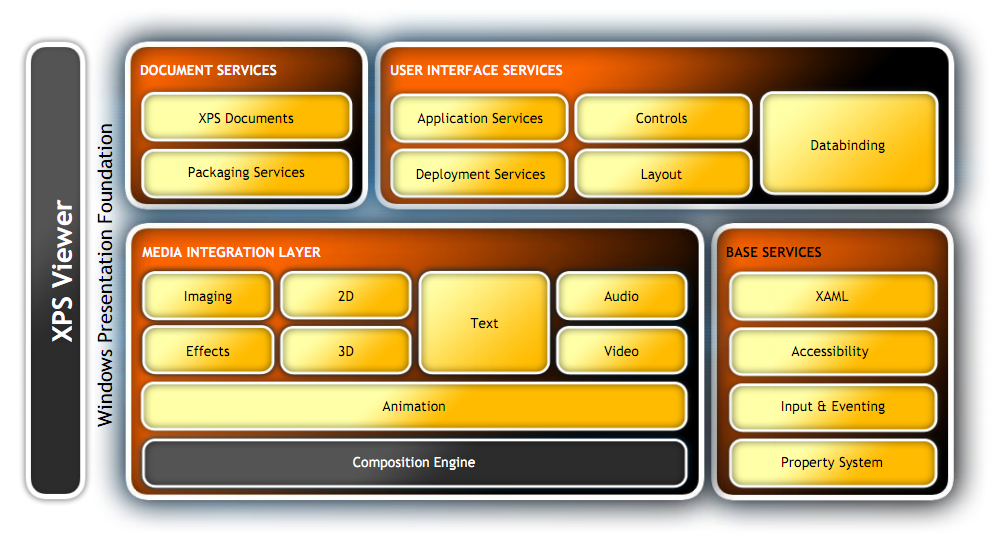 XPS Viewer
Windows Presentation Foundation
DOCUMENT SERVICES
XPS Documents
Packaging Services
USER INTERFACE SERVICES
Application Services
Controls
Databinding
Deployment Services
Layout
MEDIA INTEGRATION LAYER
Imaging
2D
Text
Audio
Effects
3D
Video
Animation
Composition Engine
BASE SERVICES
XAML
Accessibility
Input & Eventing
Property System